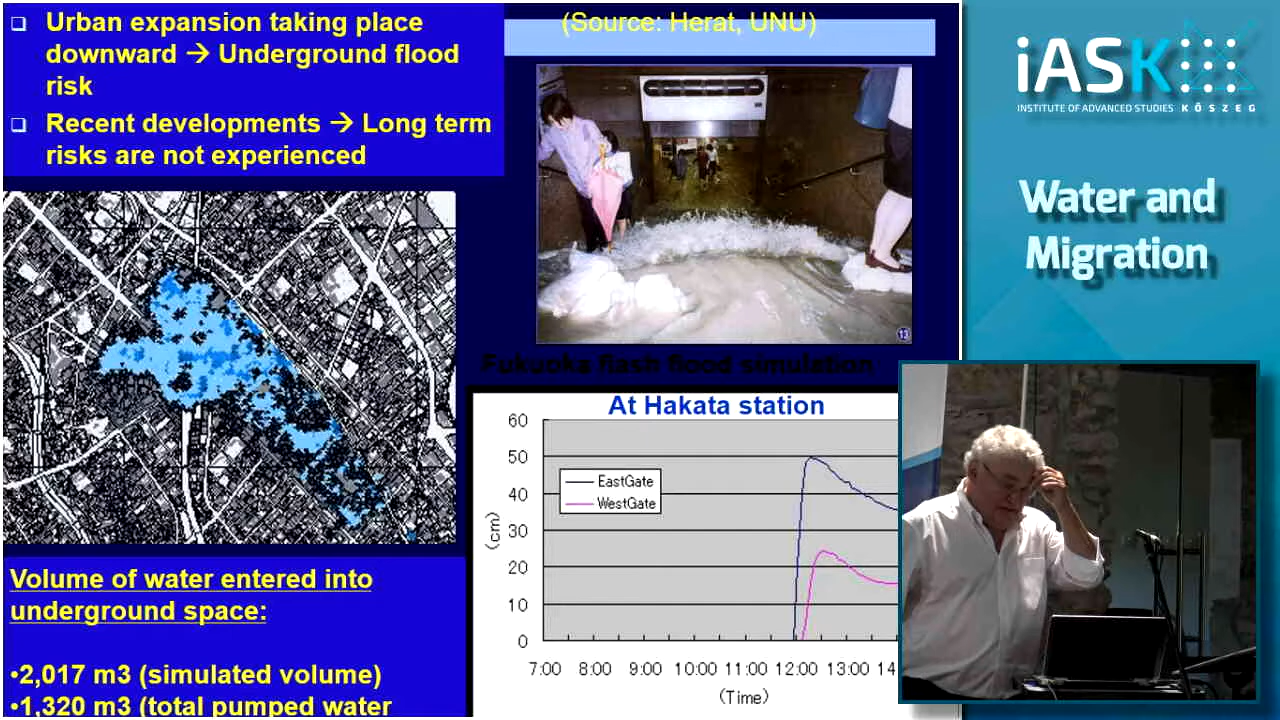 Urban expansion taking place
downward → Underground flood
risk
Recent developments → Long term
risks are not experienced
(Source: Herat, UNU)
Fukuoka flash flood simulation
At Hakata station
60
50
40
30
20
10
0
(cm)
EastGate
WestGate
7:00 8:00 9:00 10:00 11:00 12:00 13:00 14
(Time)
Volume of water entered into
underground space:
•2,017 m3 (simulated volume)
•1,320 m3 (total pumped water
iASK
INSTITUTE OF ADVANCED STUDIES KŐSZEG
Water and
Migration